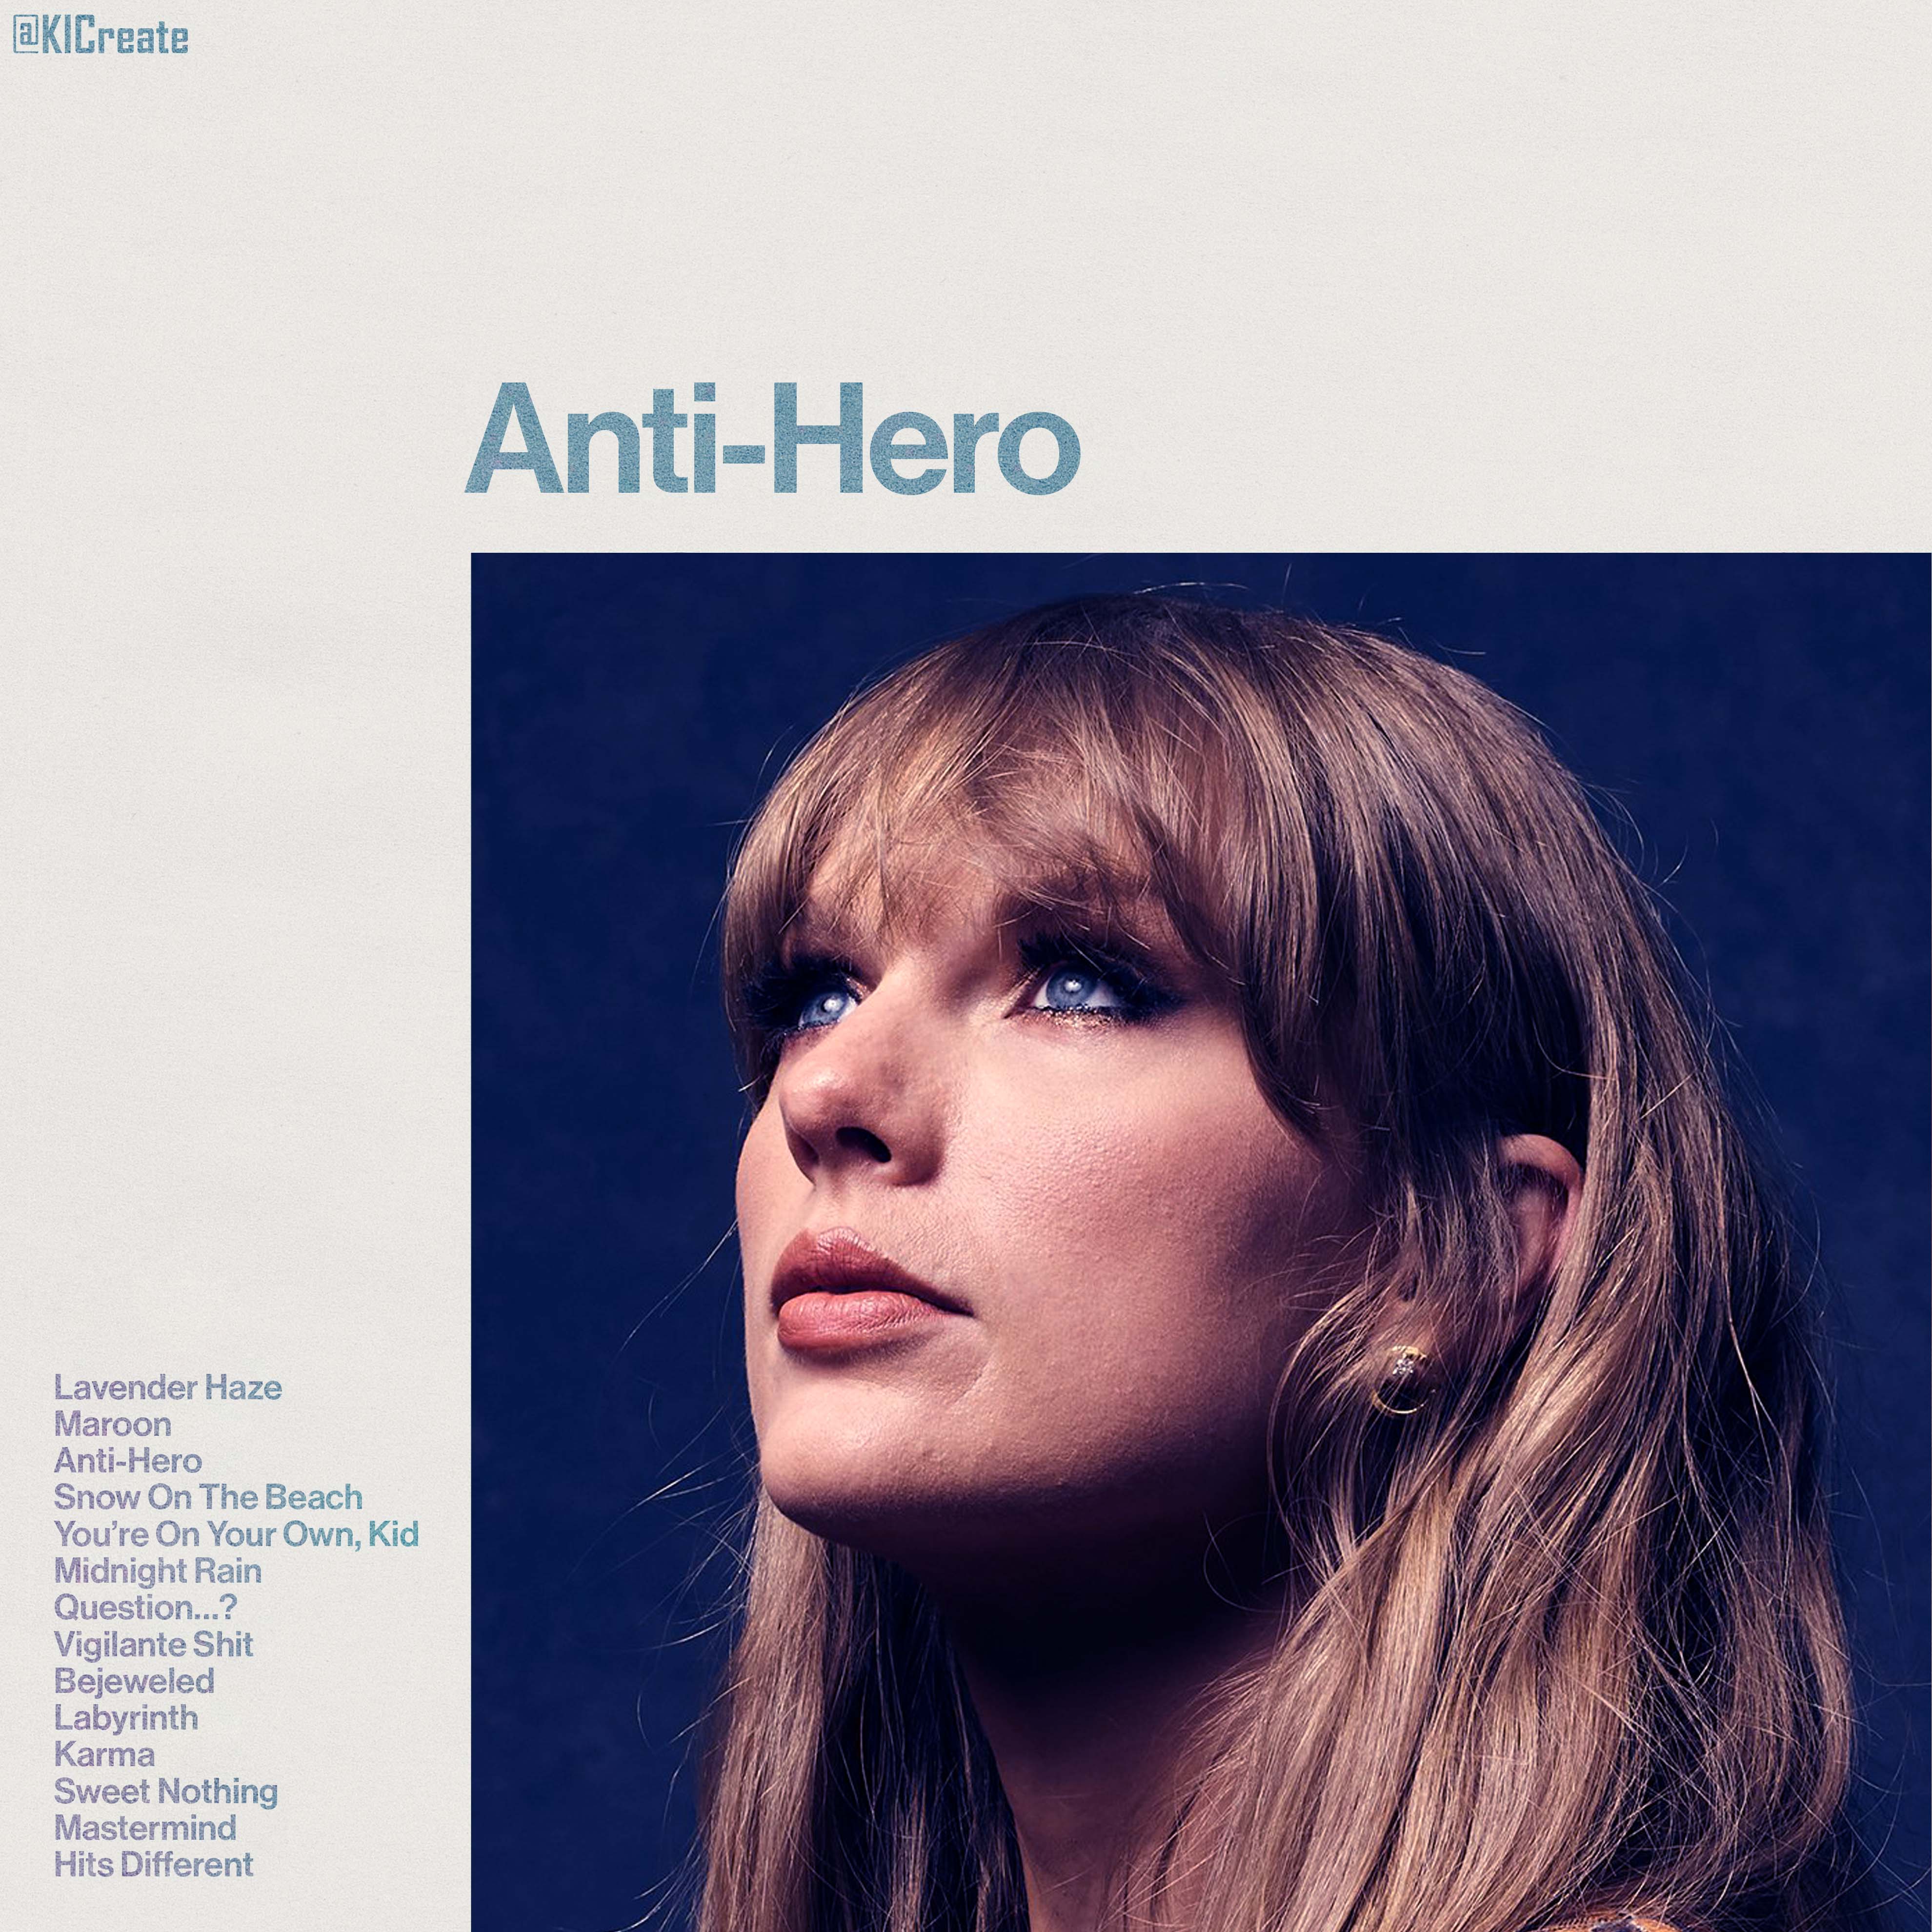 @KICreate
Anti-Hero
Lavender Haze
Maroon
Anti-Hero
Snow On The Beach
You’re On Your Own, Kid
Midnight Rain
Question...?
Vigilante Shit
Bejeweled
Labyrinth
Karma
Sweet Nothing
Mastermind
Hits Different